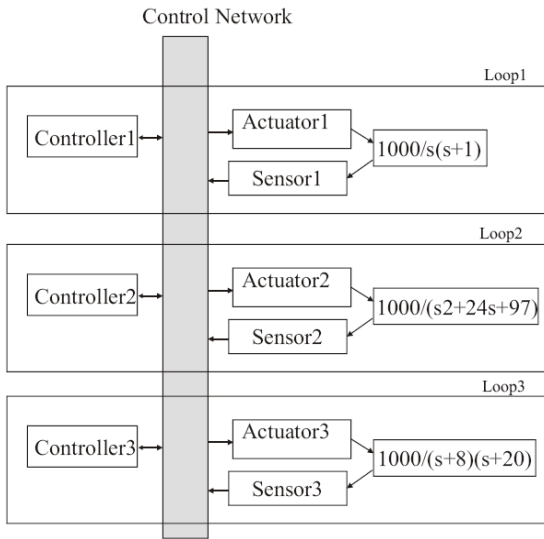 Control Network
Loop1
Controller1
Actuator1
Sensor1
1000/s(s+1)
Loop2
Controller2
Actuator2
Sensor2
1000/(s2+24s+97)
Loop3
Controller3
Actuator3
Sensor3
1000/(s+8)(s+20)